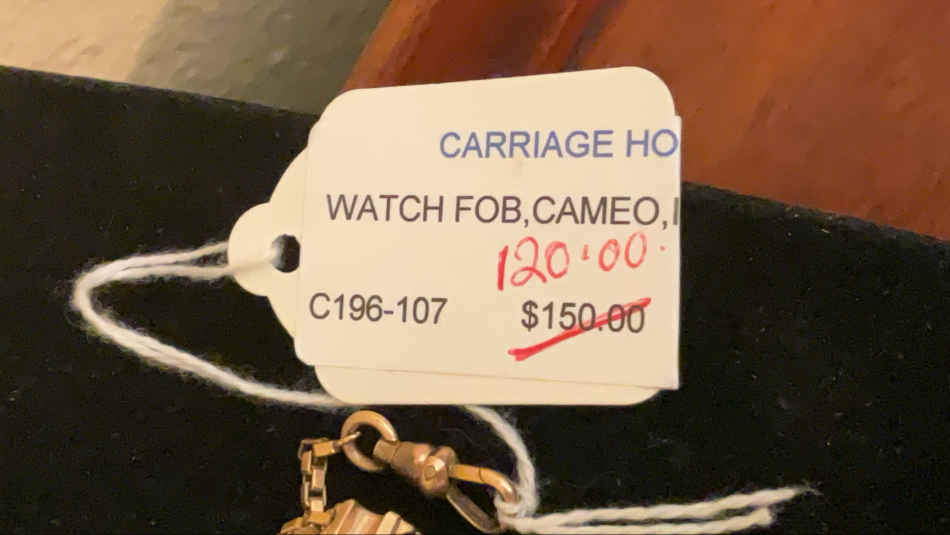 CARRIAGE HO
WATCH FOB,CAMEO,
120.00.
C196-107 $150.00